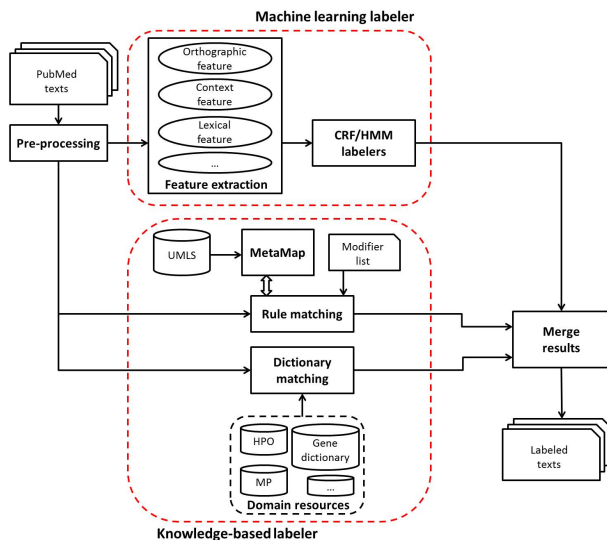 Machine learning labeler
PubMed
texts
Pre-processing
Orthographic
feature
Context
feature
Lexical
feature
...
Feature extraction
CRF/HMM
labelers
UMLS
MetaMap
Modifier
list
Rule matching
Dictionary
matching
Merge
results
HPO
Gene
dictionary
MP
...
Domain resources
Labeled
texts
Knowledge-based labeler